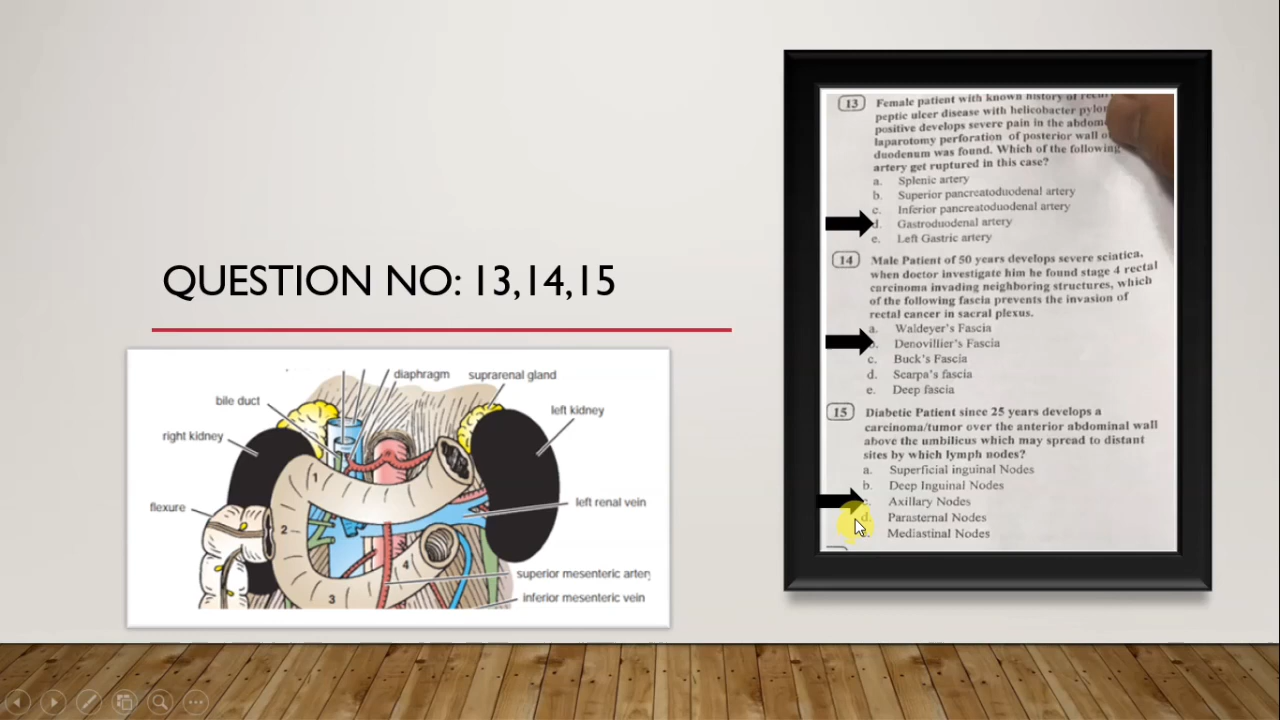 QUESTION NO: 13,14,15
diaphragm
suprarenal gland
bile duct
left kidney
right kidney
left renal vein
flexure
superior mesenteric arter
inferior mesenteric vein
1
2
3
4
13 Female patient with known history of
peptic ulcer disease with helicobacter
positive develops severe pain in the
laparotomy perforation of posterior wall
duodenum was found. Which of the following
artery get ruptured in this case?
a. Splenic artery
b. Superior pancreatoduodenal artery
c. Inferior pancreatoduodenal artery
d. Gastroduodenal artery
e. Left Gastric artery
14 Male Patient of 50 years develops severe sciatica,
when doctor investigate him he found stage 4 rectal
carcinoma invading neighboring structures, which
of the following fascia prevents the invasion of
rectal cancer in sacral plexus.
a. Waldeyer's Fascia
b. Denovillier's Fascia
c. Buck's Fascia
d. Scarpa's fascia
e. Deep fascia
15 Diabetic Patient since 25 years develops a
carcinoma/tumor over the anterior abdominal wall
above the umbilicus which may spread to distant
sites by which lymph nodes?
a. Superficial inguinal Nodes
b. Deep Inguinal Nodes
Axillary Nodes
d. Parasternal Nodes
Mediastinal Nodes